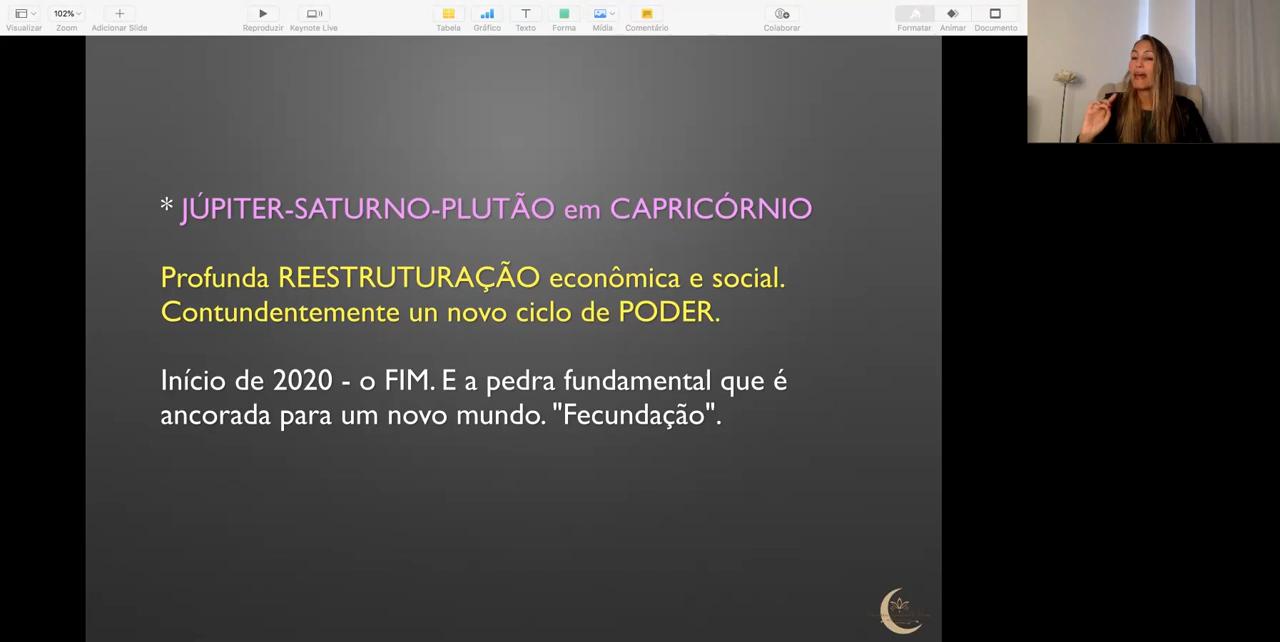 Visualizar
102%
Zoom
Adicionar Slide
Reproduzir
Keynote Live
Tabela
Gráfico
Texto
Forma
Mídia
Comentário
Colaborar
Formatar
Animar
Documento
* JÚPITER-SATURNO-PLUTÃO em CAPRICÓRNIO
Profunda REESTRUTURAÇÃO econômica e social.
Contundentemente un novo ciclo de PODER.
Início de 2020 - o FIM. E a pedra fundamental que é
ancorada para um novo mundo. "Fecundação".